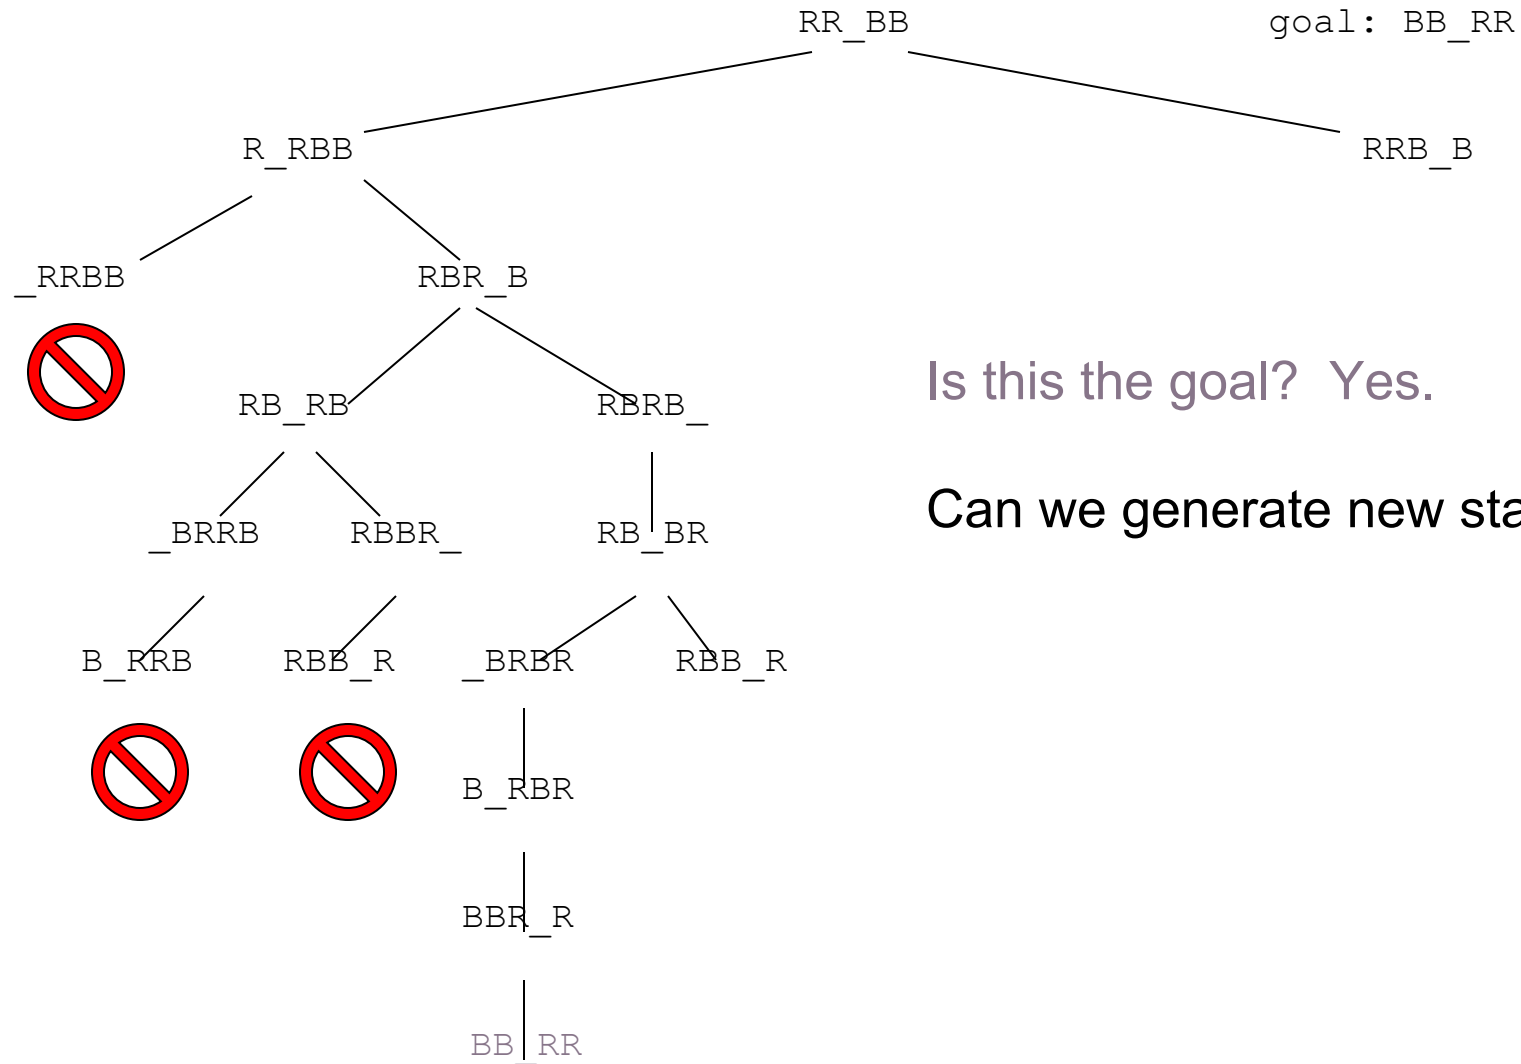 RR_BB goal: BB_RR
R_RBB RRB_B
_RRBB RBR_B
Is this the goal? Yes.
RB_RB RBRB_
Can we generate new sta
_BRRB RBBR_ RB_BR
B_RRB RBB_R _BRBR RBB_R
B_RBR
BBR_R
BB_RR